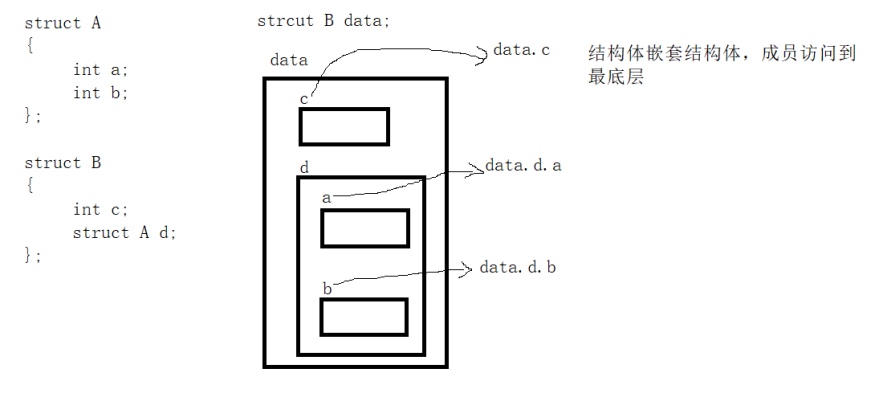 struct A
{
int a;
int b;
};
struct B
{
int c;
struct A d;
};
strcut B data;
data
c
data.c
d
a
data.d.a
b
data.d.b
结构体嵌套结构体，成员访问到
最底层